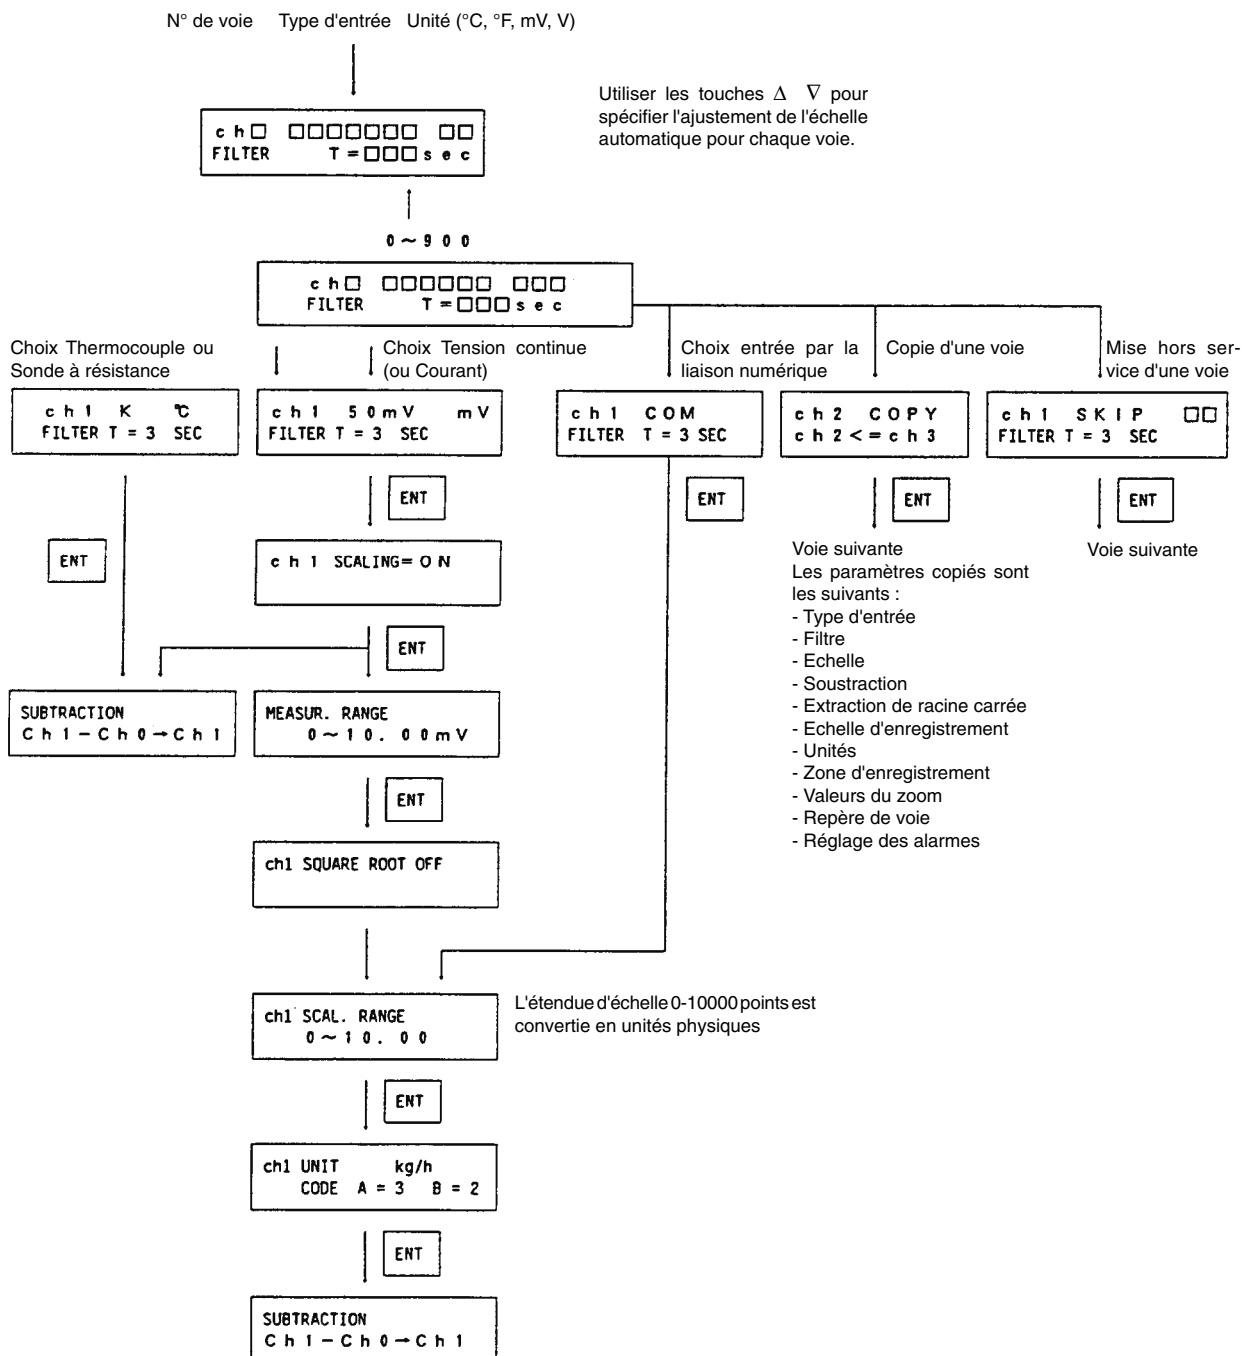 N° de voie Type d'entrée Unité (°C, °F, mV, V)
Utiliser les touches Δ ∇ pour
spécifier l'ajustement de l'échelle
automatique pour chaque voie.
ch□ □□□□□□□ □□
FILTER T=□□□sec
0~900
ch□ □□□□□□ □□□
FILTER T=□□□sec
Choix Thermocouple ou
Sonde à résistance
Choix Tension continue
(ou Courant)
Choix entrée par la
liaison numérique
Copie d'une voie
Mise hors ser-
vice d'une voie
ch1 K °C
FILTER T = 3 SEC
ch1 50mV mV
FILTER T = 3 SEC
ch1 COM
FILTER T = 3 SEC
ch2 COPY
ch2<=ch3
ch1 SKIP □□
FILTER T = 3 SEC
ENT
ENT
ENT
ENT
ENT
ch1 SCALING=ON
Voie suivante
Les paramètres copiés sont
les suivants :
- Type d'entrée
- Filtre
- Echelle
- Soustraction
- Extraction de racine carrée
- Echelle d'enregistrement
- Unités
- Zone d'enregistrement
- Valeurs du zoom
- Repère de voie
- Réglage des alarmes
Voie suivante
ENT
SUBTRACTION
Ch1-Ch0→Ch1
MEASUR. RANGE
0~10.00mV
ENT
ch1 SQUARE ROOT OFF
ch1 SCAL. RANGE
0~10.00
L'étendue d'échelle 0-10000 points est
convertie en unités physiques
ENT
ch1 UNIT kg/h
CODE A = 3 B = 2
ENT
SUBTRACTION
Ch1-Ch0→Ch1